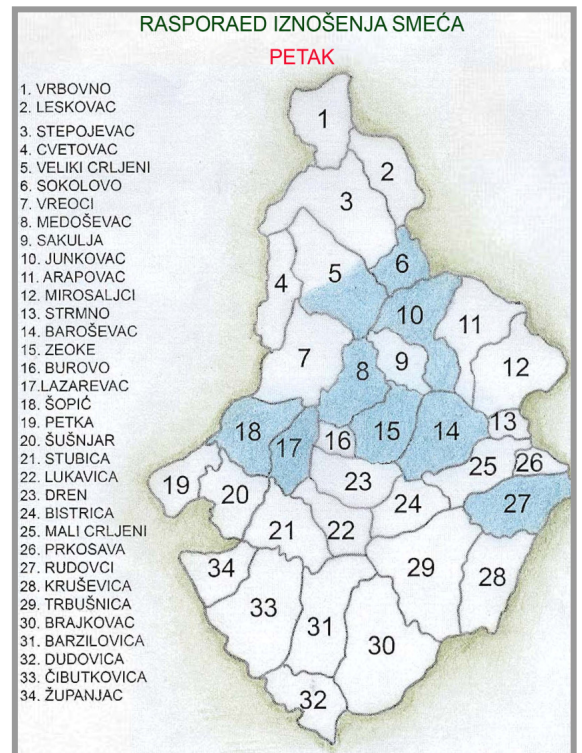 RASPORAED IZNOŠENJA SMEĆA
PETAK
1. VRBOVNO
2. LESKOVAC
3. STEPOJEVAC
4. CVETOVAC
5. VELIKI CRLJENI
6. SOKOLOVO
7. VREOCI
8. MEDOŠEVAC
9. SAKULJA
10. JUNKOVAC
11. ARAPOVAC
12. MIROSALJCI
13. STRMNO
14. BAROŠEVAC
15. ZEOKE
16. BUROVO
17.LAZAREVAC
18. ŠOPIĆ
19. PETKA
20. ŠUŠNJAR
21. STUBICA
22. LUKAVICA
23. DREN
24. BISTRICA
25. MALI CRLJENI
26. PRKOSAVA
27. RUDOVCI
28. KRUŠEVICA
29. TRBUŠNICA
30. BRAJKOVAC
31. BARZILOVICA
32. DUDOVICA
33. ČIBUTKOVICA
34. ŽUPANJAC
1
2
3
4
5
6
7
8
9
10
11
12
13
14
15
16
17
18
19
20
21
22
23
24
25
26
27
28
29
30
31
32
33
34